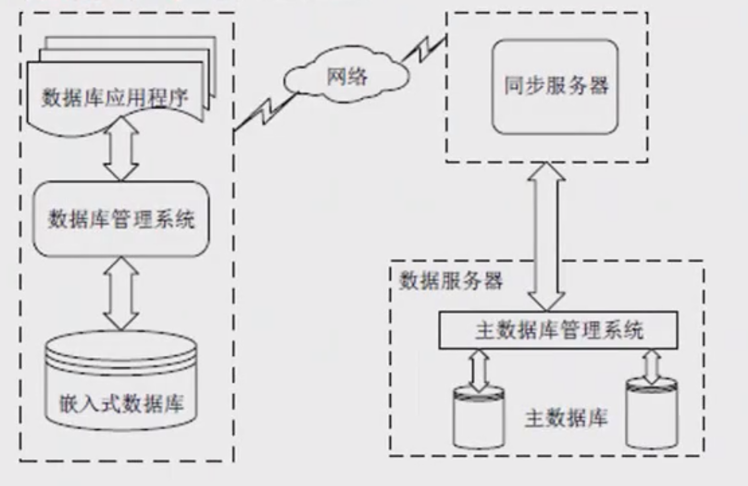 数据库应用程序
数据库管理系统
嵌入式数据库
网络
同步服务器
数据服务器
主数据库管理系统
主数据库